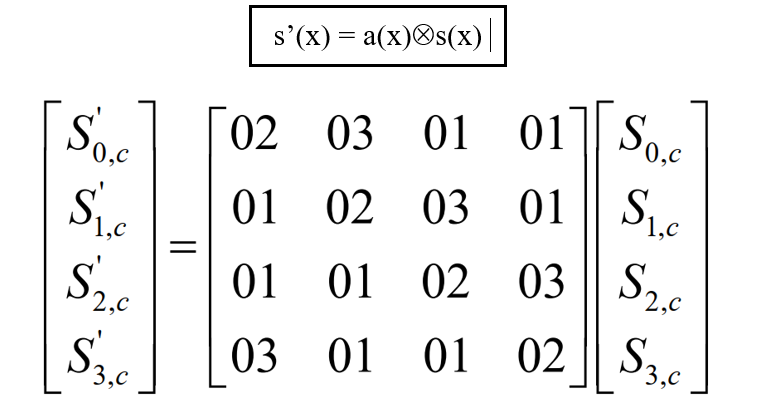 s’(x) = a(x)⊗s(x)
S'0,c 02 03 01 01 S0,c
S'1,c 01 02 03 01 S1,c
= 
S'2,c 01 01 02 03 S2,c
S'3,c 03 01 01 02 S3,c